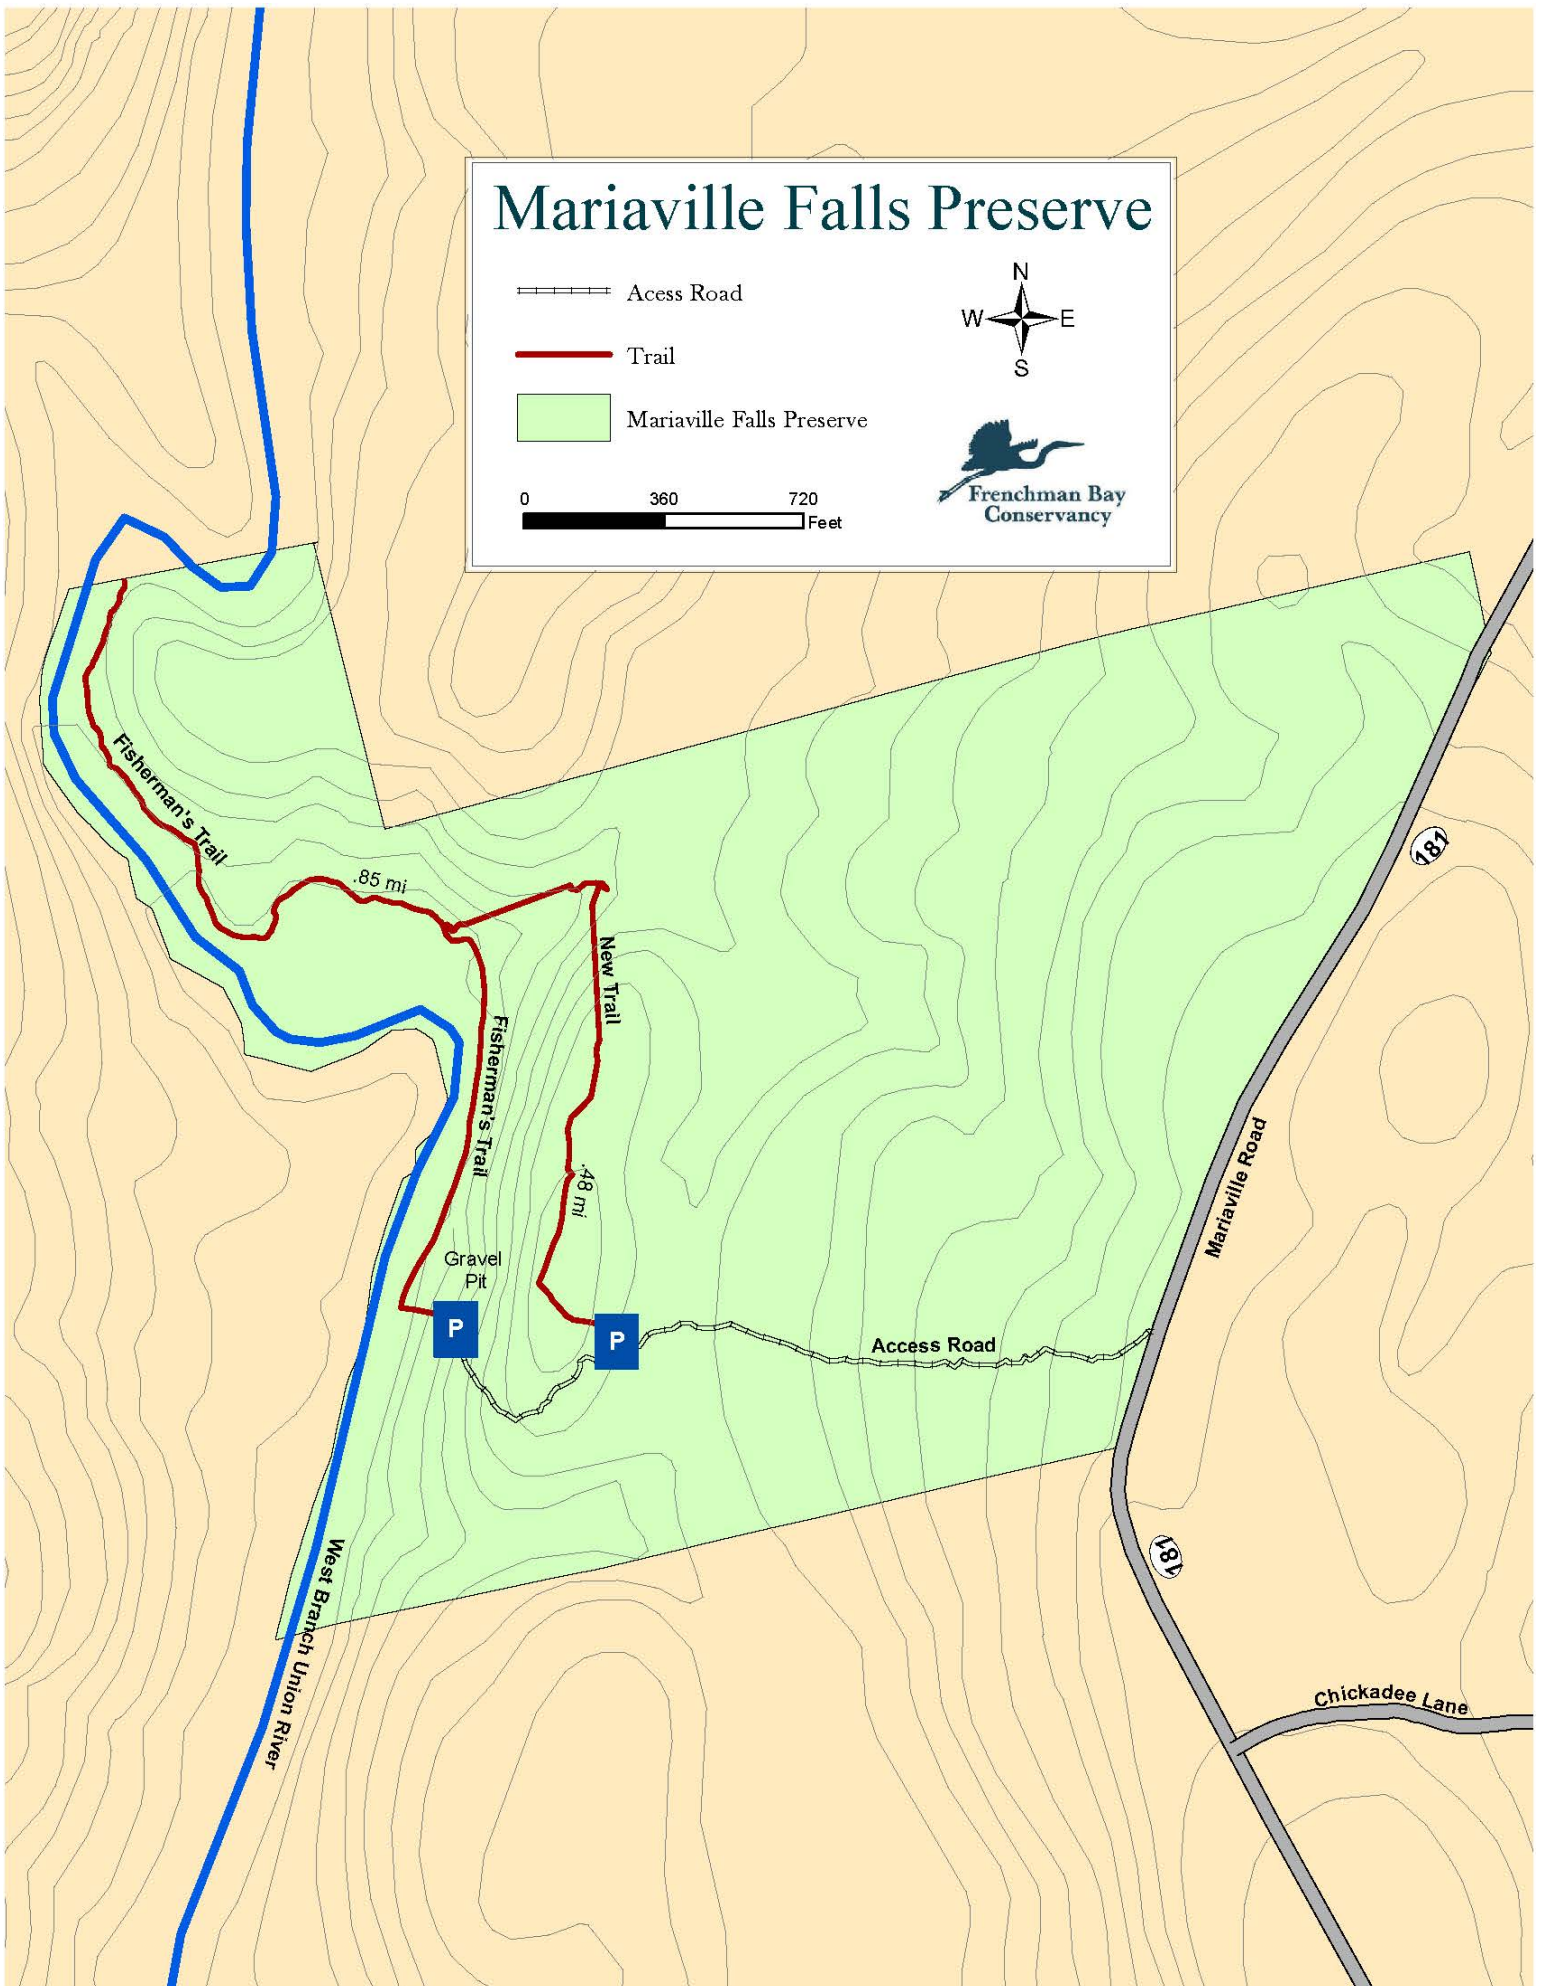 Mariaville Falls Preserve
Acess Road
Trail
Mariaville Falls Preserve
N
W
E
S
0
360
720
Feet
Frenchman Bay
Conservancy
Fisherman's Trail
.85 mi
181
New Trail
Fisherman's Trail
.48 mi
Mariaville Road
Gravel
Pit
P
P
Access Road
181
West Branch Union River
Chickadee Lane